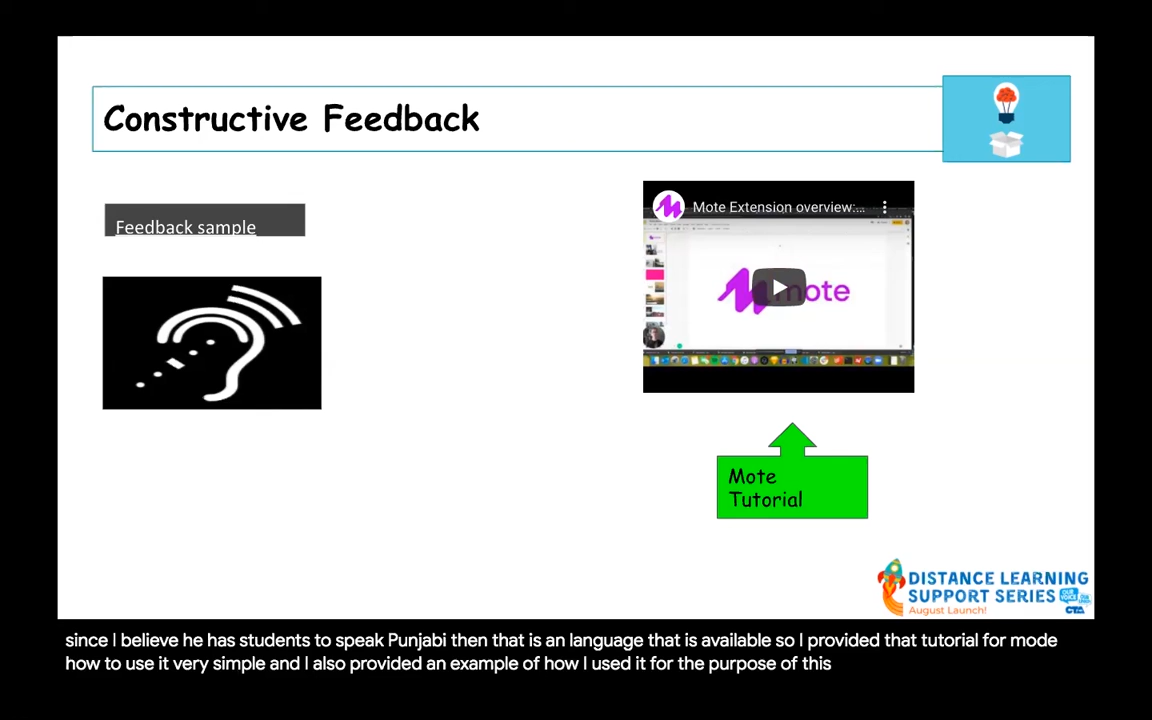 Constructive Feedback
Feedback sample
Mote Extension overview:...
mote
Mote
Tutorial
DISTANCE LEARNING
SUPPORT SERIES
August Launch!
CTA
since I believe he has students to speak Punjabi then that is an language that is available so I provided that tutorial for mode
how to use it very simple and I also provided an example of how I used it for the purpose of this